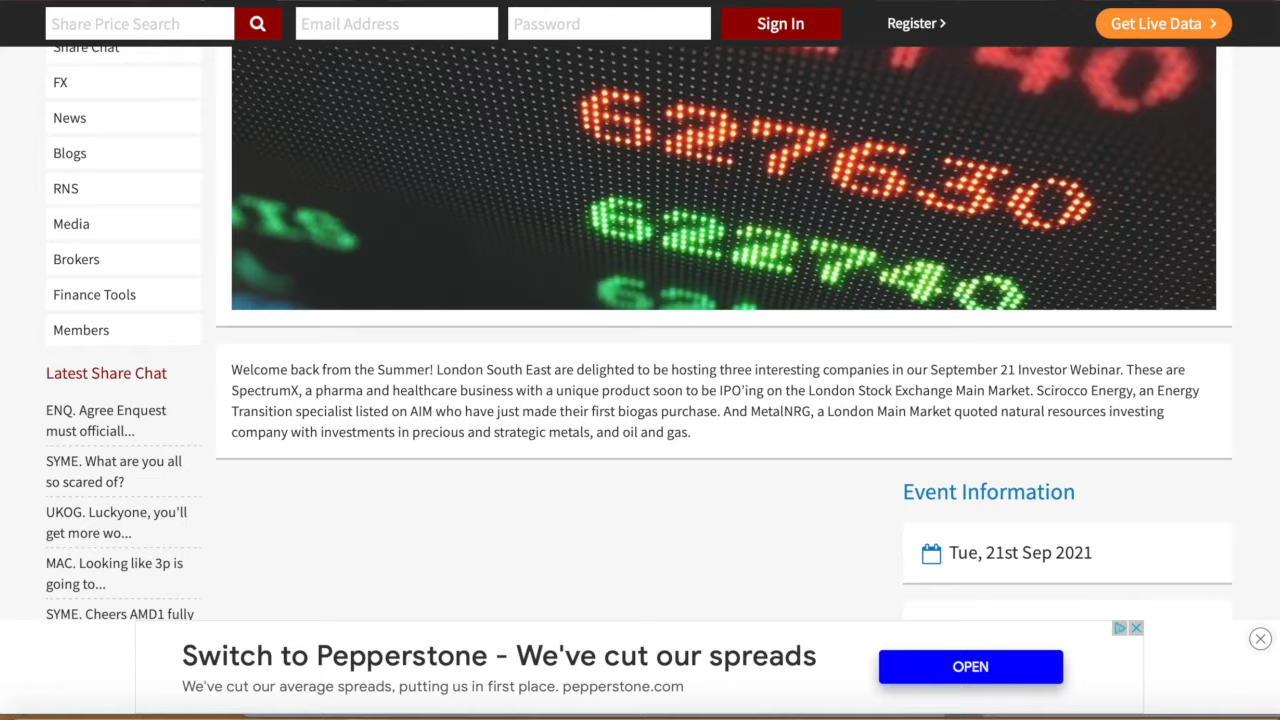 Share Price Search
Email Address
Password
Sign In
Register
Get Live Data
Share Chat
FX
News
Blogs
RNS
Media
Brokers
Finance Tools
Members
Latest Share Chat
ENQ. Agree Enquest
must officiall...
SYME. What are you all
so scared of?
UKOG. Luckyone, you'll
get more wo...
MAC. Looking like 3p is
going to...
SYME. Cheers AMD1 fully
40
627630
622740
Welcome back from the Summer! London South East are delighted to be hosting three interesting companies in our September 21 Investor Webinar. These are
SpectrumX, a pharma and healthcare business with a unique product soon to be IPO'ing on the London Stock Exchange Main Market. Scirocco Energy, an Energy
Transition specialist listed on AIM who have just made their first biogas purchase. And MetalNRG, a London Main Market quoted natural resources investing
company with investments in precious and strategic metals, and oil and gas.
Event Information
Tue, 21st Sep 2021
Switch to Pepperstone - We've cut our spreads
We've cut our average spreads, putting us in first place. pepperstone.com
OPEN